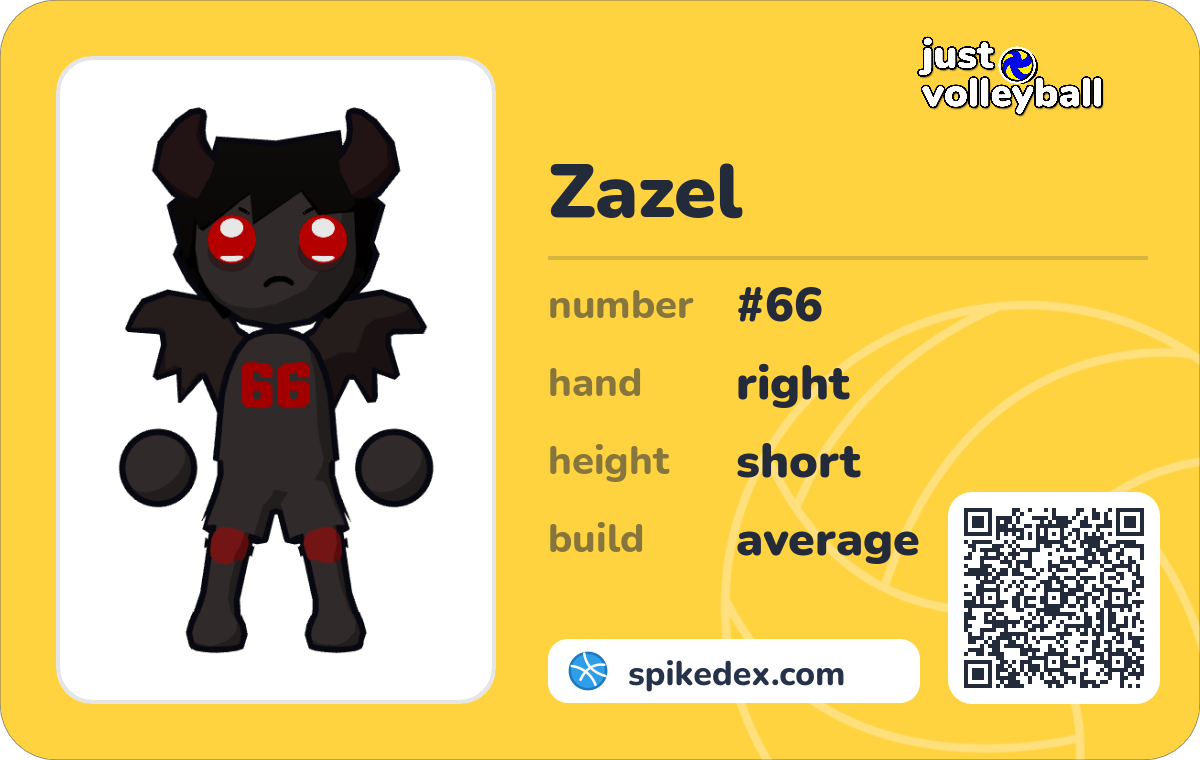 just
volleyball
Zazel
number #66
hand right
height short
build average
66
spikedex.com